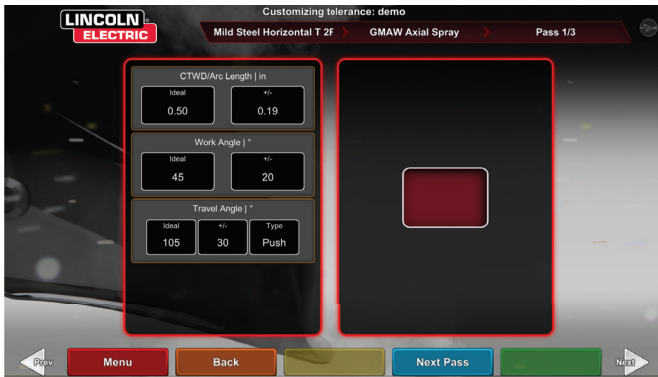 Customizing tolerance: demo
LINCOLN
ELECTRIC
Mild Steel Horizontal T 2F
GMAW Axial Spray
Pass 1/3
CTWD/Arc Length | in
Ideal
+/-
0.50
0.19
Work Angle | °
Ideal
+/-
45
20
Travel Angle | °
Ideal
+/-
Type
105
30
Push
Prev
Menu
Back
Next Pass
Next